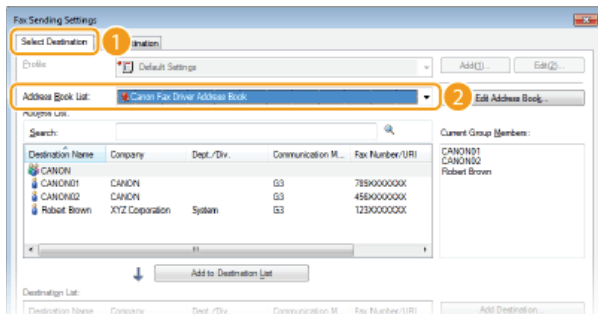 Fax Sending Settings
Select Destination 1 stination
Profile Default Settings Add(1)... Edit(2)...
Address Book List: Canon Fax Driver Address Book 2 Edit Address Book...
Address List:
Search: Current Group Members:
Destination Name Company Dept./Div. Communication M... Fax Number/URI CANON01
CANON CANON02
CANON01 CANON G3 789XXXXXXX Robert Brown
CANON02 CANON G3 456XXXXXXX
Robert Brown XYZ Corporation System G3 123XXXXXXX
Add to Destination List
Destination List:
Destination Name Company Dept./Div. Communication M... Fax Number/URI Add Destination...